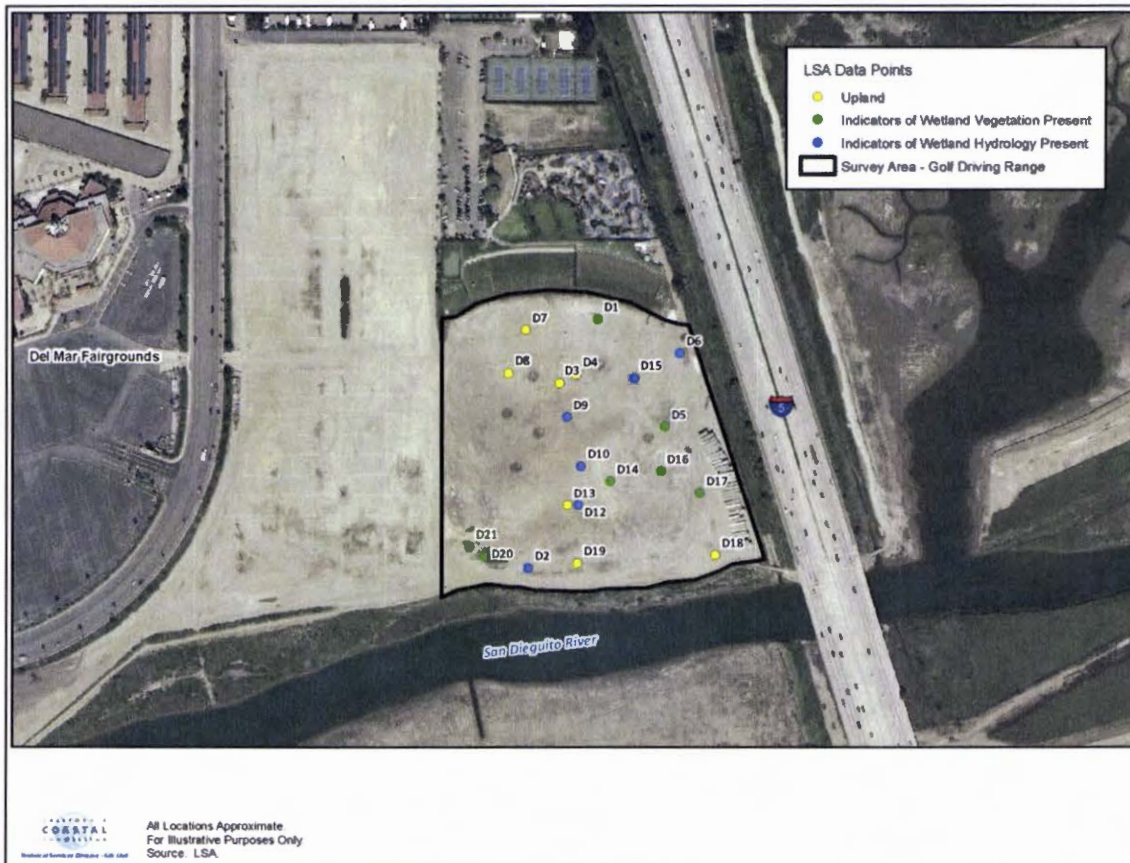 LSA Data Points
Upland
Indicators of Wetland Vegetation Present
Indicators of Wetland Hydrology Present
Survey Area - Golf Driving Range
Del Mar Fairgrounds
D1
D7
D6
D8
D4
D3
D15
D9
D5
D10
D16
D14
D17
D13
D12
D21
D20
D2
D19
D18
5
San Dieguito River
COASTAL
All Locations Approximate.
For Illustrative Purposes Only
Source: LSA.